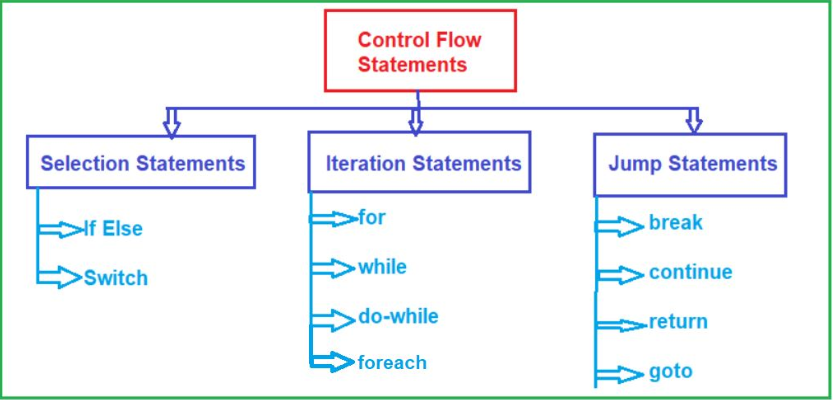 Control Flow
Statements
Selection Statements
If Else
Switch
Iteration Statements
for
while
do-while
foreach
Jump Statements
break
continue
return
goto